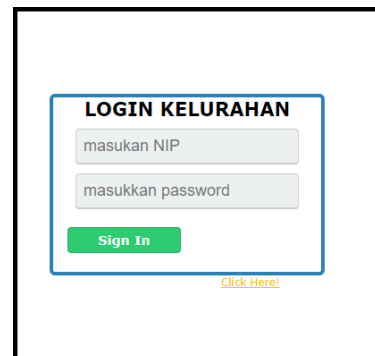 LOGIN KELURAHAN
masukan NIP
masukkan password
Sign In
Click Here!